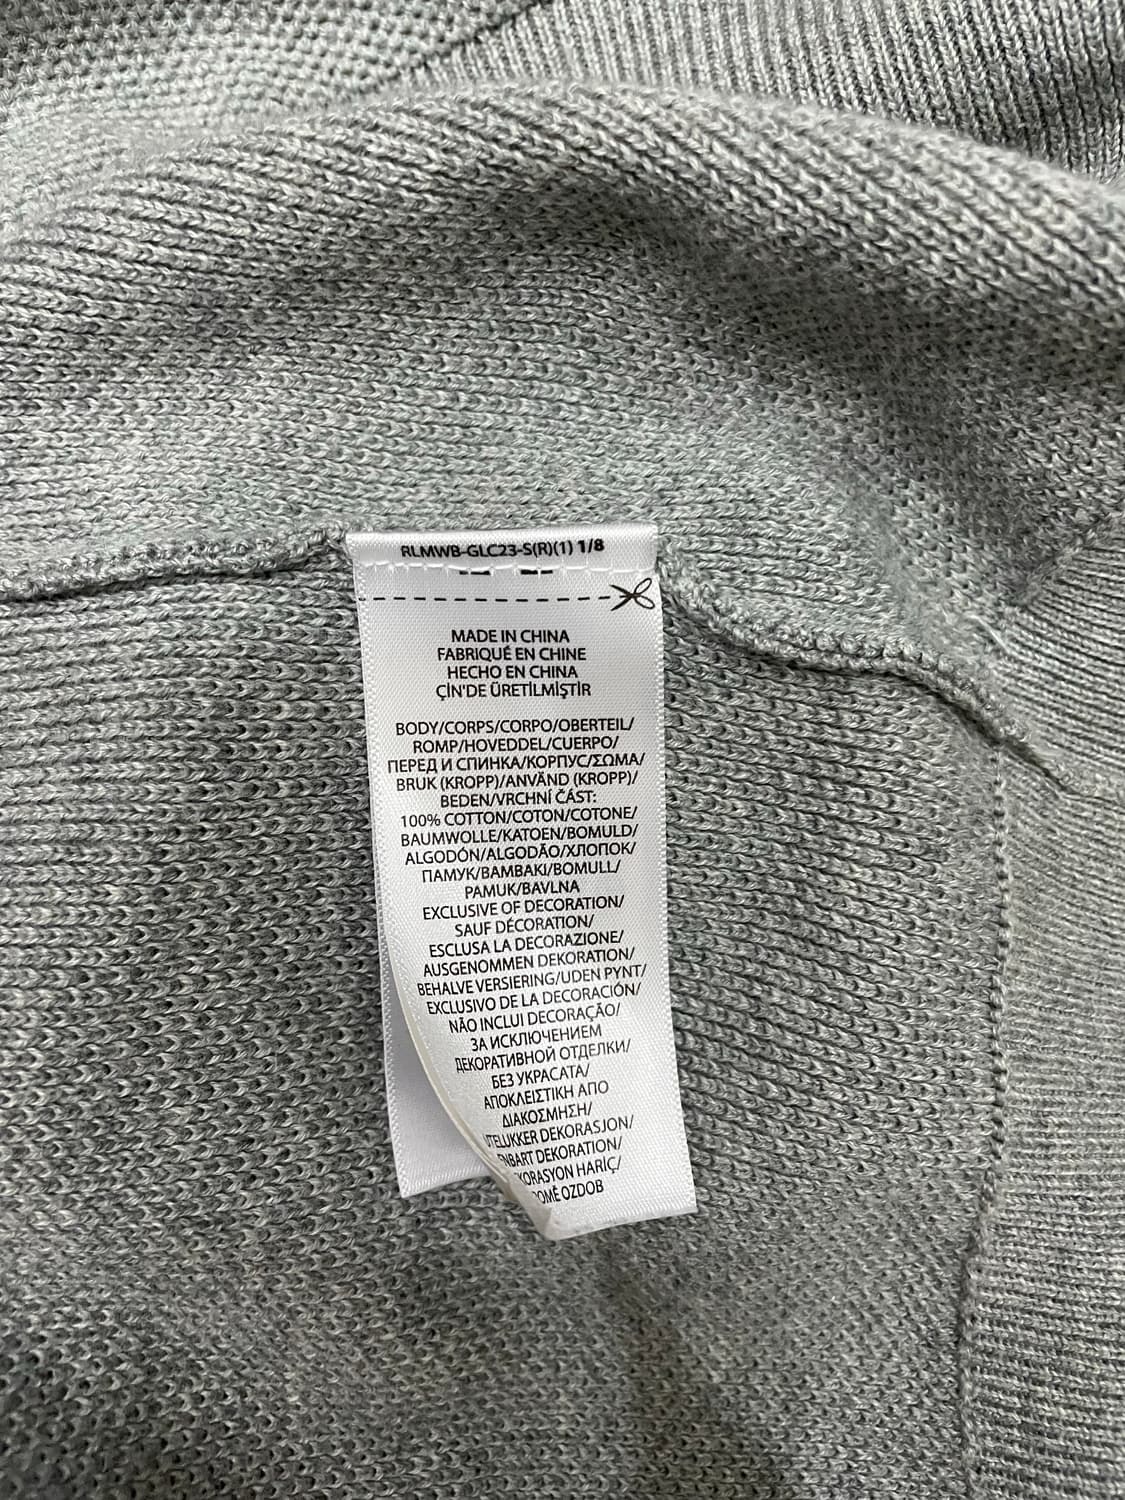 RLMWB-GLC23-S(R)(1) 1/8
MADE IN CHINA
FABRIQUÉ EN CHINE
HECHO EN CHINA
ÇİN'DE ÜRETİLMİŞTİR
BODY/CORPS/CORPO/OBERTEIL/
ROMP/HOVEDDEL/CUERPO/
ПЕРЕД И СПИНКА/КОРПУС/ΣΩΜΑ/
BRUK (KROPP)/ANVÄND (KROPP)/
BEDEN/VRCHNÍ ČÁST:
100% COTTON/COTON/COTONE/
BAUMWOLLE/KATOEN/BOMULD/
ALGODÓN/ALGODÃO/ХЛОПОК/
ПАМУК/ΒΑΜΒΑΚΙ/BOMULL/
PAMUK/BAVLNA
EXCLUSIVE OF DECORATION/
SAUF DÉCORATION/
ESCLUSA LA DECORAZIONE/
AUSGENOMMEN DEKORATION/
BEHALVE VERSIERING/UDEN PYNT/
EXCLUSIVO DE LA DECORACIÓN/
NÃO INCLUI DECORAÇÃO/
ЗА ИСКЛЮЧЕНИЕМ
ДЕКОРАТИВНОЙ ОТДЕЛКИ/
БЕЗ УКРАСАТА/
ΑΠΟΚΛΕΙΣΤΙΚΗ ΑΠΟ
ΔΙΑΚΟΣΜΗΣΗ/
UTELUKKER DEKORASJON/
DEKORATION/
HARİÇ/
OZDOB